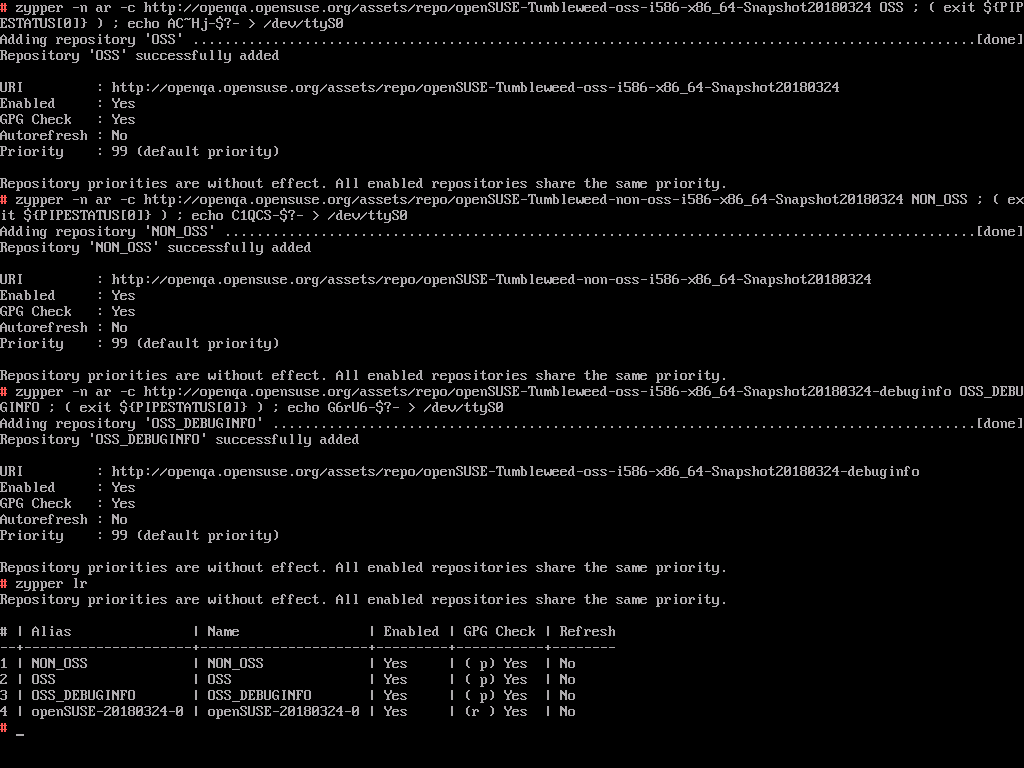 # zypper -n ar -c http://openqa.opensuse.org/assets/repo/openSUSE-Tumbleweed-oss-i586-x86_64-Snapshot20180324 OSS ; ( exit ${PIP
ESTATUS[0]} ) ; echo AC~Hj-$?- > /dev/ttyS0
Adding repository 'OSS' ..................................................................................................[done]
Repository 'OSS' successfully added

URI         : http://openqa.opensuse.org/assets/repo/openSUSE-Tumbleweed-oss-i586-x86_64-Snapshot20180324
Enabled     : Yes
GPG Check   : Yes
Autorefresh : No
Priority    : 99 (default priority)

Repository priorities are without effect. All enabled repositories share the same priority.
# zypper -n ar -c http://openqa.opensuse.org/assets/repo/openSUSE-Tumbleweed-non-oss-i586-x86_64-Snapshot20180324 NON_OSS ; ( ex
it ${PIPESTATUS[0]} ) ; echo C1QCS-$?- > /dev/ttyS0
Adding repository 'NON_OSS' ..............................................................................................[done]
Repository 'NON_OSS' successfully added

URI         : http://openqa.opensuse.org/assets/repo/openSUSE-Tumbleweed-non-oss-i586-x86_64-Snapshot20180324
Enabled     : Yes
GPG Check   : Yes
Autorefresh : No
Priority    : 99 (default priority)

Repository priorities are without effect. All enabled repositories share the same priority.
# zypper -n ar -c http://openqa.opensuse.org/assets/repo/openSUSE-Tumbleweed-oss-i586-x86_64-Snapshot20180324-debuginfo OSS_DEBU
GINFO ; ( exit ${PIPESTATUS[0]} ) ; echo G6rU6-$?- > /dev/ttyS0
Adding repository 'OSS_DEBUGINFO' ........................................................................................[done]
Repository 'OSS_DEBUGINFO' successfully added

URI         : http://openqa.opensuse.org/assets/repo/openSUSE-Tumbleweed-oss-i586-x86_64-Snapshot20180324-debuginfo
Enabled     : Yes
GPG Check   : Yes
Autorefresh : No
Priority    : 99 (default priority)

Repository priorities are without effect. All enabled repositories share the same priority.
# zypper lr
Repository priorities are without effect. All enabled repositories share the same priority.

# | Alias               | Name                | Enabled | GPG Check | Refresh
--+---------------------+---------------------+---------+-----------+--------
1 | NON_OSS             | NON_OSS             | Yes     | ( p) Yes  | No
2 | OSS                 | OSS                 | Yes     | ( p) Yes  | No
3 | OSS_DEBUGINFO       | OSS_DEBUGINFO       | Yes     | ( p) Yes  | No
4 | openSUSE-20180324-0 | openSUSE-20180324-0 | Yes     | (r ) Yes  | No
# _